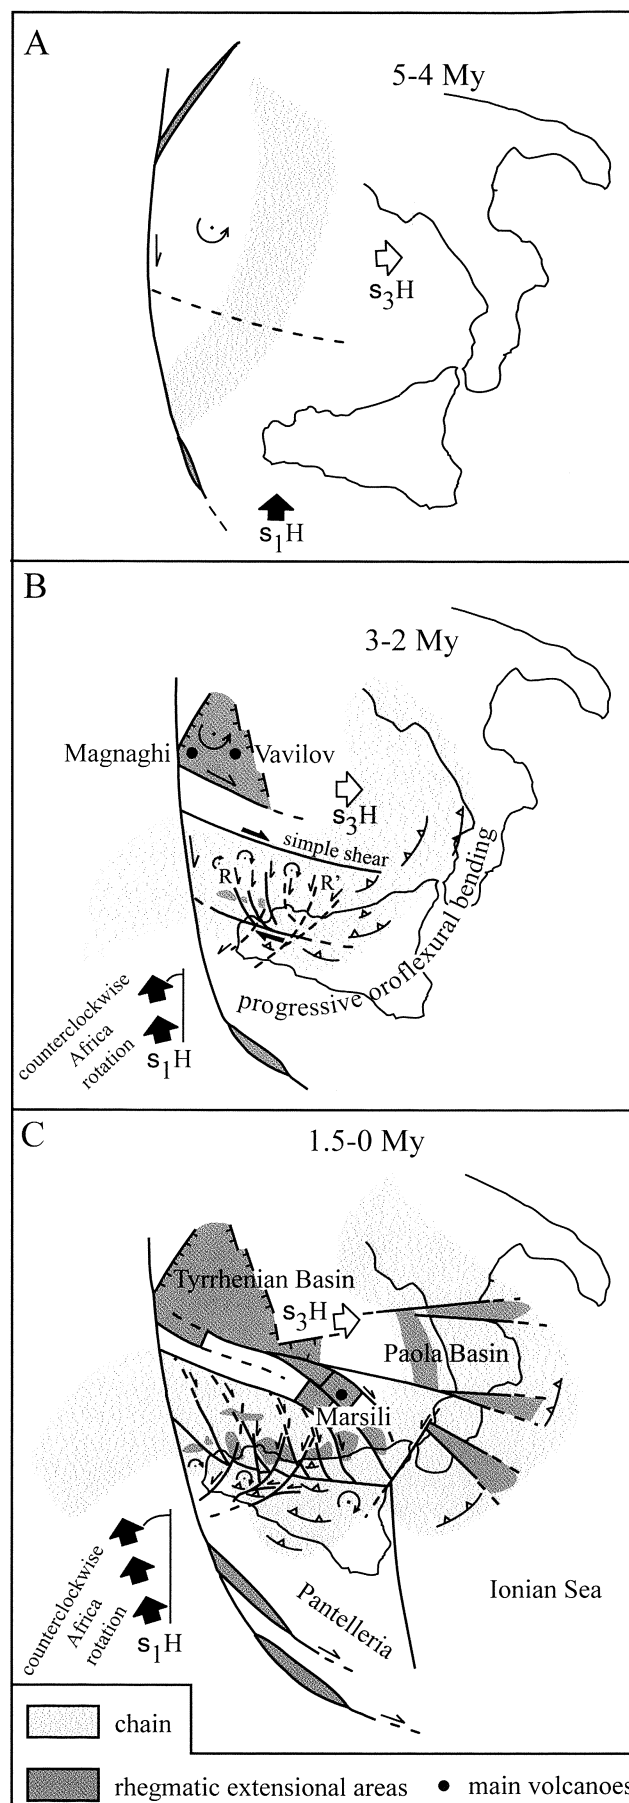 A
5-4 My
s3H
s1H
B
3-2 My
Magnaghi
Vavilov
s3H
simple shear
R
R'
progressive oroflexural bending
counterclockwise
Africa
rotation
s1H
C
1.5-0 My
Tyrrhenian Basin
s3H
Paola Basin
Marsili
counterclockwise
Africa
rotation
s1H
Pantelleria
Ionian Sea
chain
rhegmatic extensional areas
main volcanoes